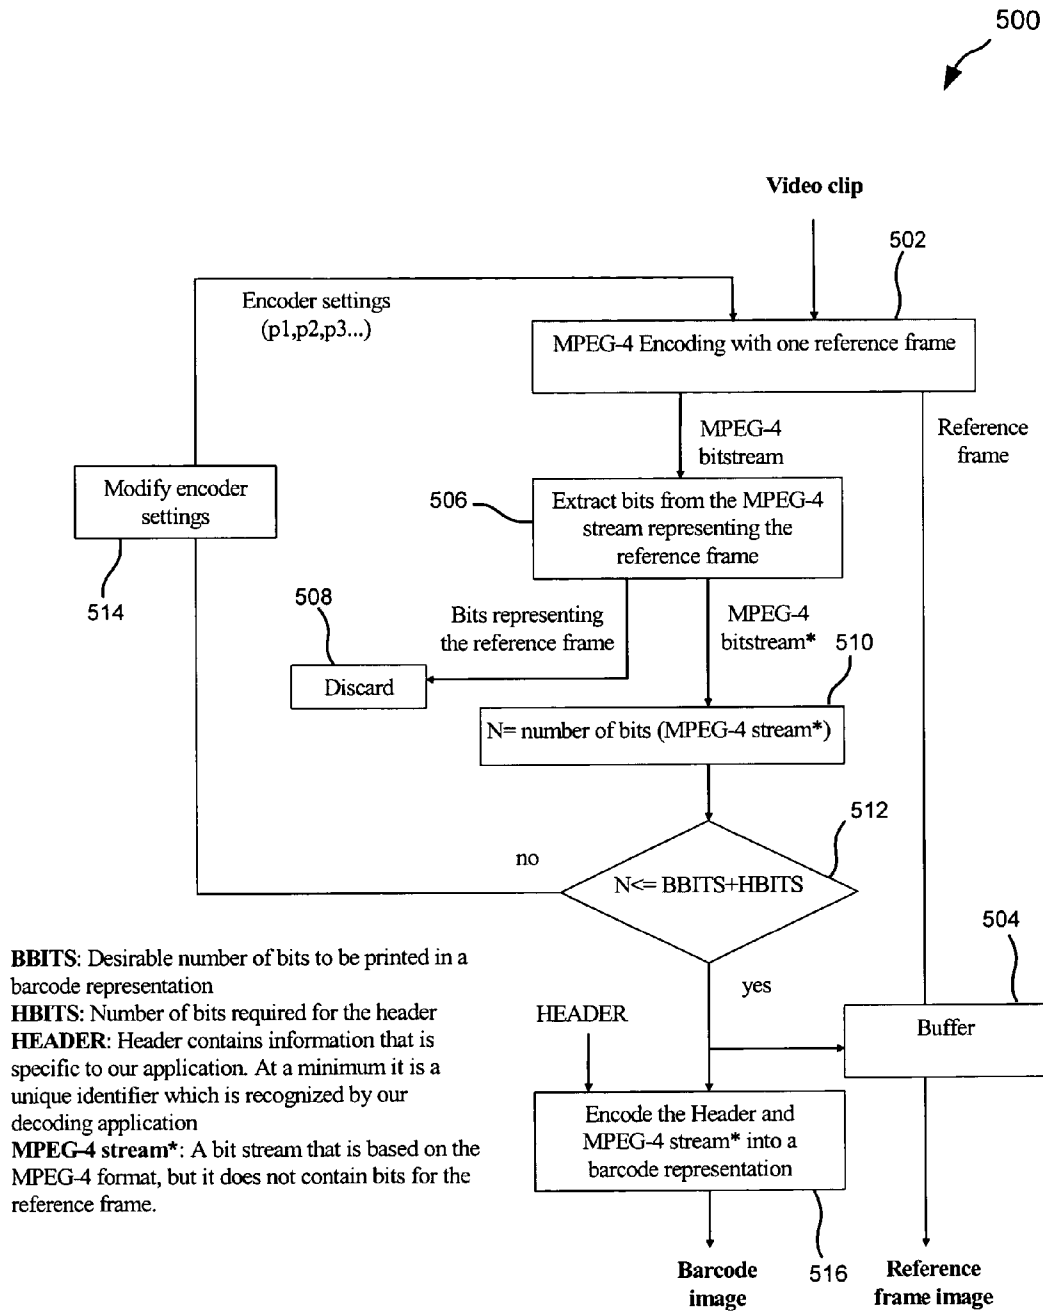 500
Video clip
502
Encoder settings
(p1,p2,p3...)
MPEG-4 Encoding with one reference frame
MPEG-4
bitstream
Reference
frame
Modify encoder
settings
514
506
Extract bits from the MPEG-4
stream representing the
reference frame
508
Bits representing
the reference frame
MPEG-4
bitstream*
510
Discard
N= number of bits (MPEG-4 stream*)
512
no
N<= BBITS+HBITS
504
yes
Buffer
BBITS: Desirable number of bits to be printed in a
barcode representation
HBITS: Number of bits required for the header
HEADER: Header contains information that is
specific to our application. At a minimum it is a
unique identifier which is recognized by our
decoding application
MPEG-4 stream*: A bit stream that is based on the
MPEG-4 format, but it does not contain bits for the
reference frame.
HEADER
Encode the Header and
MPEG-4 stream* into a
barcode representation
516
Barcode
image
Reference
frame image